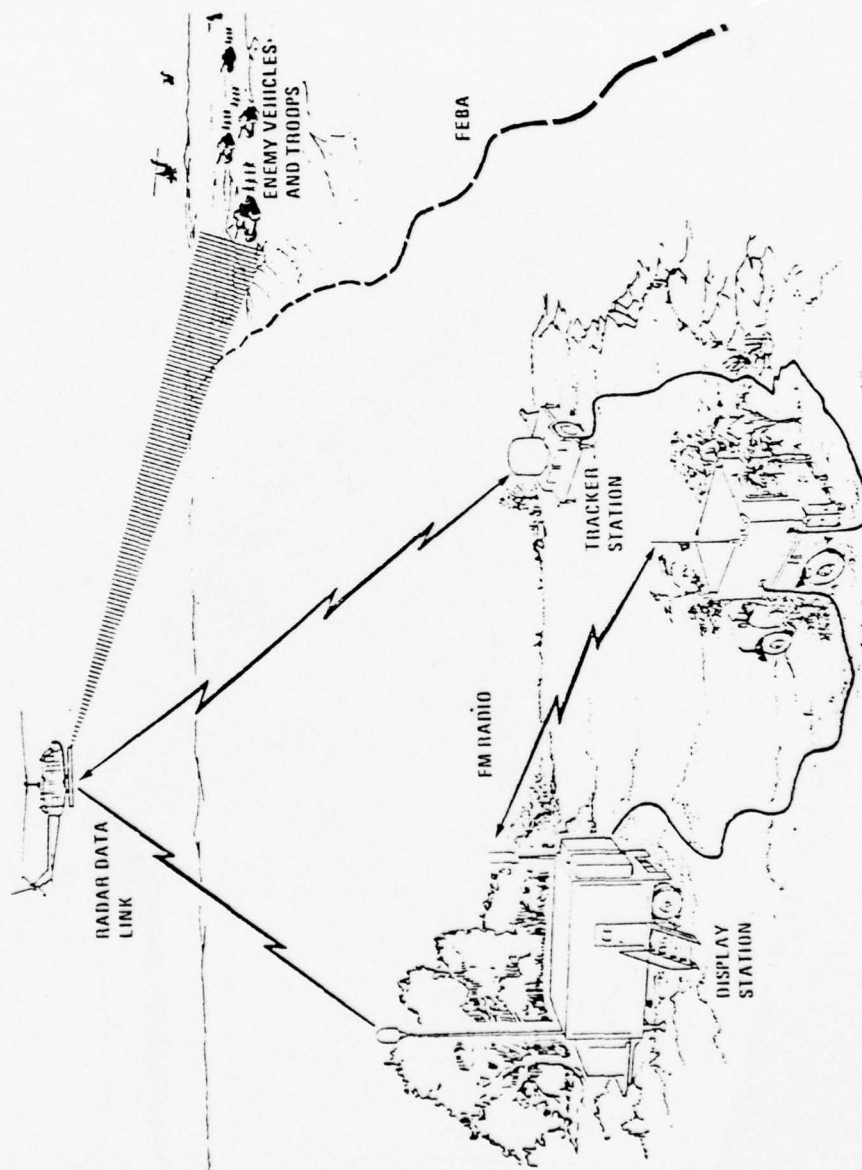 RADAR DATA
LINK
ENEMY VEHICLES
AND TROOPS
FEBA
FM RADIO
TRACKER
STATION
DISPLAY
STATION